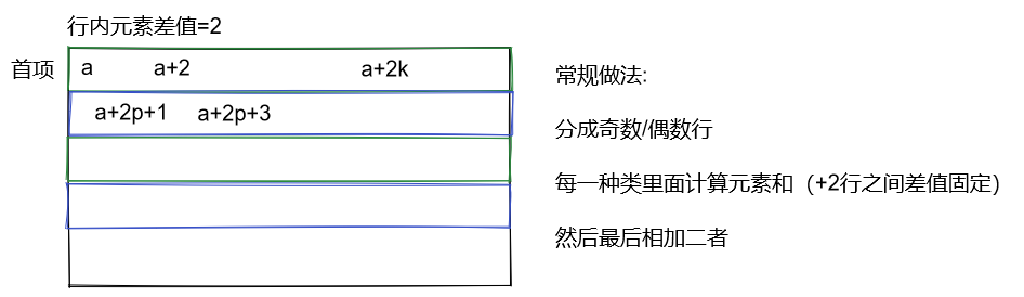 行内元素差值=2
首项 a a+2 a+2k
a+2p+1 a+2p+3
常规做法:
分成奇数/偶数行
每一种类里面计算元素和（+2行之间差值固定）
然后最后相加二者